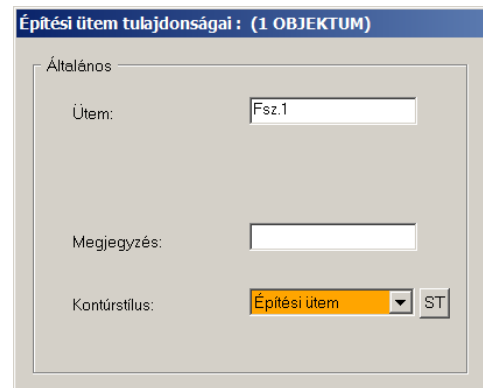 Építési ütem tulajdonságai : (1 OBJEKTUM)
Általános
Ütem: Fsz.1
Megjegyzés:
Kontúrstílus: Építési ütem ST